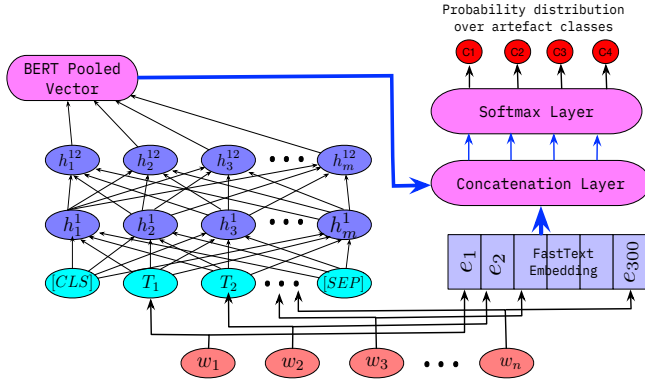 Probability distribution
over artefact classes
C1 C2 C3 C4
BERT Pooled
Vector
Softmax Layer
h_1^{12} h_2^{12} h_3^{12} ... h_m^{12}
Concatenation Layer
h_1^1 h_2^1 h_3^1 ... h_m^1
e_1 e_2 FastText
Embedding e_{300}
[CLS] T_1 T_2 ... [SEP]
w_1 w_2 w_3 ... w_n